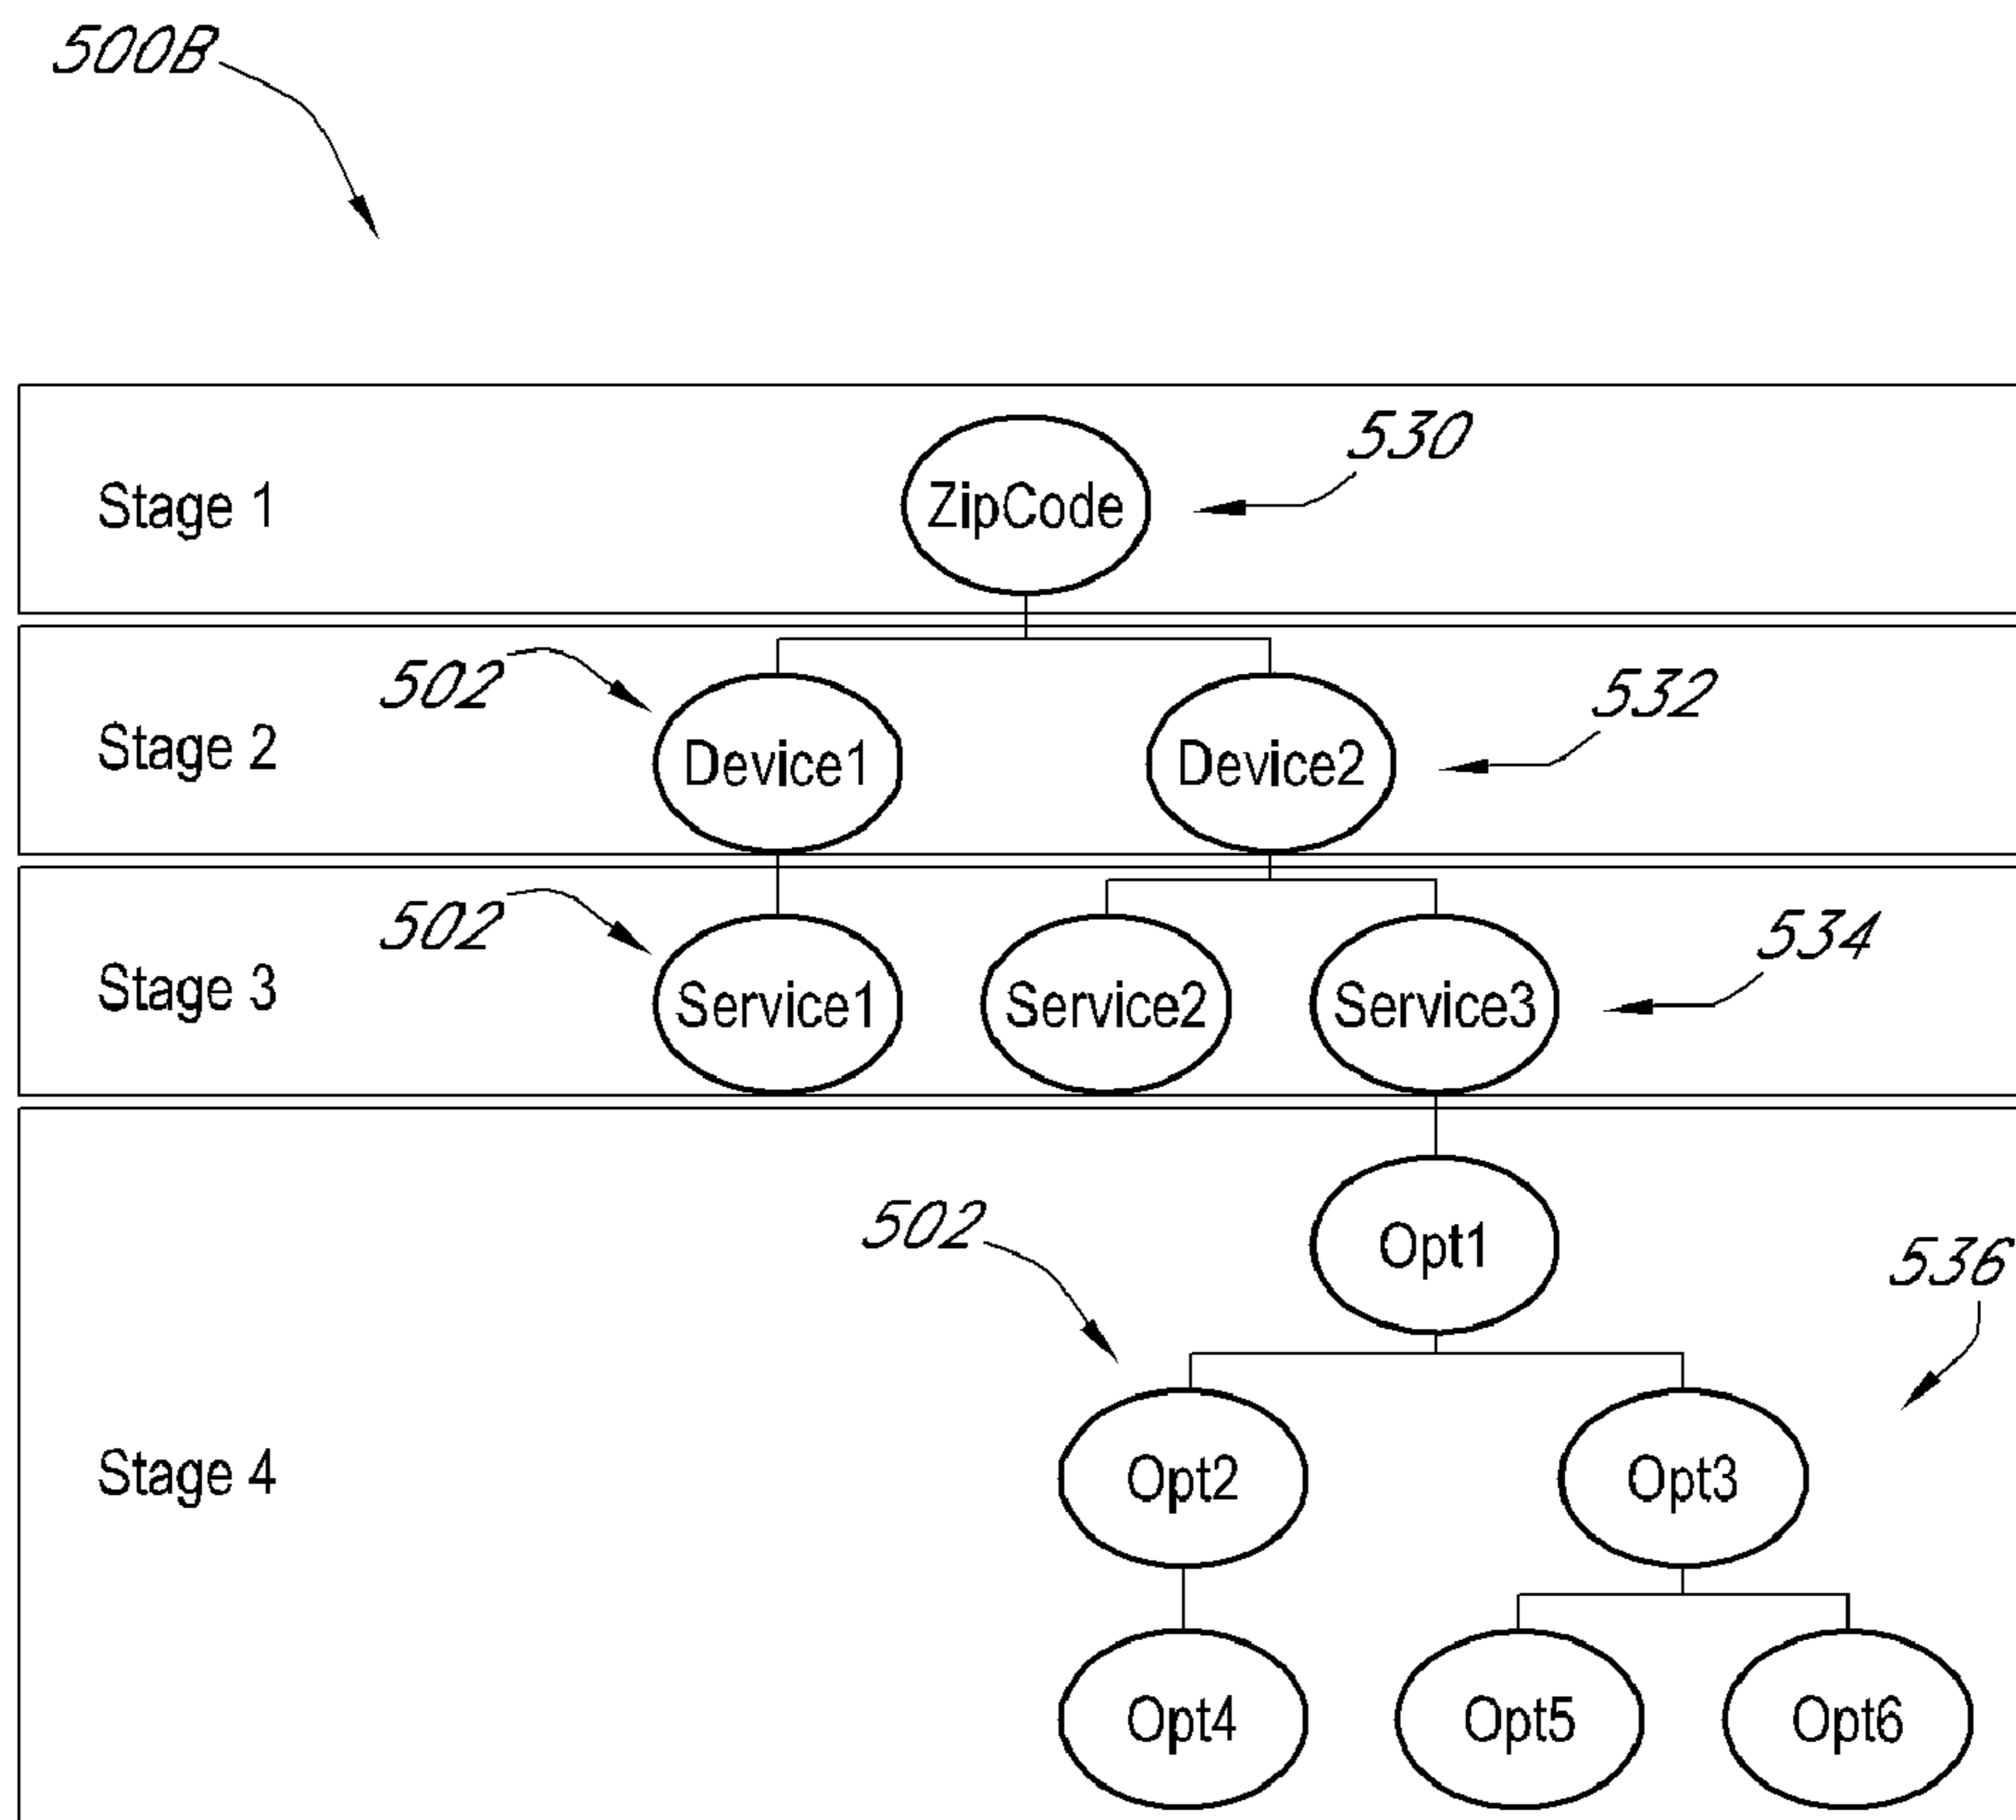 500B
530
Stage 1
ZipCode
502
532
Stage 2
Device1
Device2
502
534
Stage 3
Service1
Service2
Service3
502
Opt1
536
Stage 4
Opt2
Opt3
Opt4
Opt5
Opt6